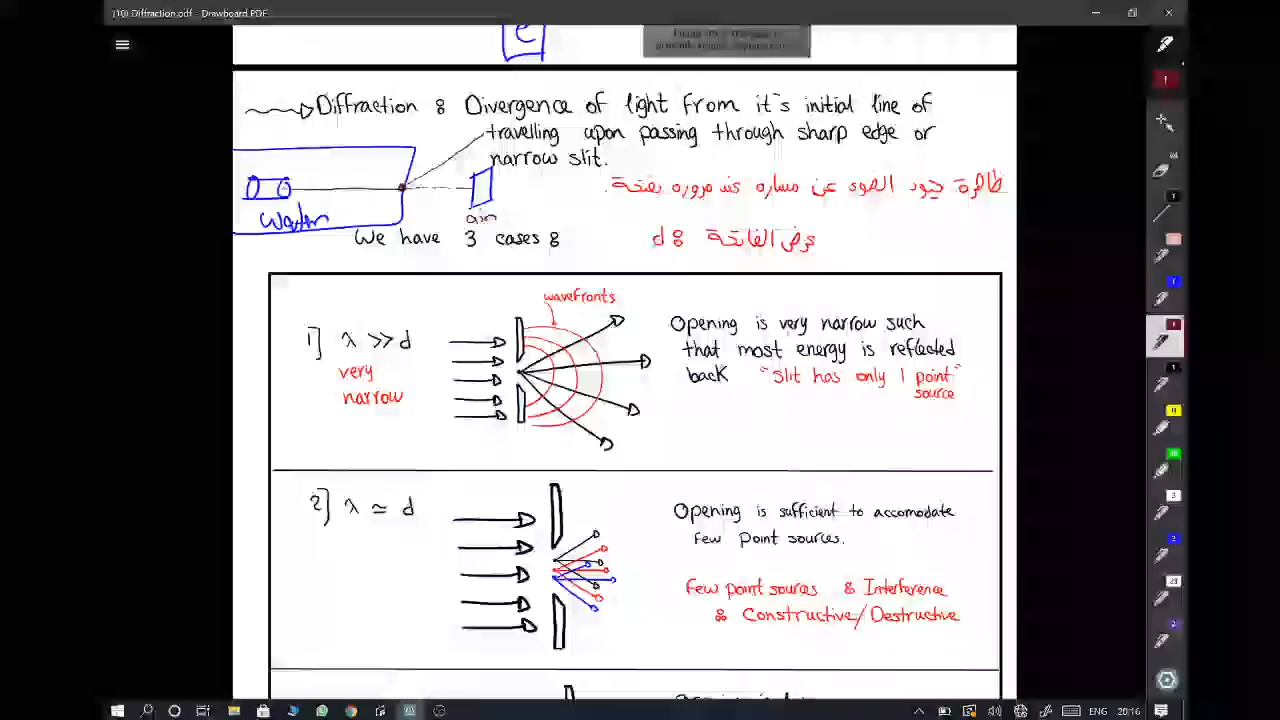 (10) Diffraction.pdf - Drawboard PDF
e
Diffraction : Divergence of light from it's initial line of
travelling upon passing through sharp edge or
narrow slit.
ظاهرة حيود الضوء عن مساره عند مروره بفتحة.
water
air
We have 3 cases :
d : عرض الفاتحة
wavefronts
1] λ >> d
very
narrow
Opening is very narrow such
that most energy is reflected
back "slit has only 1 point"
source
2] λ ≃ d
Opening is sufficient to accomodate
few point sources.
few point sources & Interference
& Constructive/Destructive
ENG 20:16